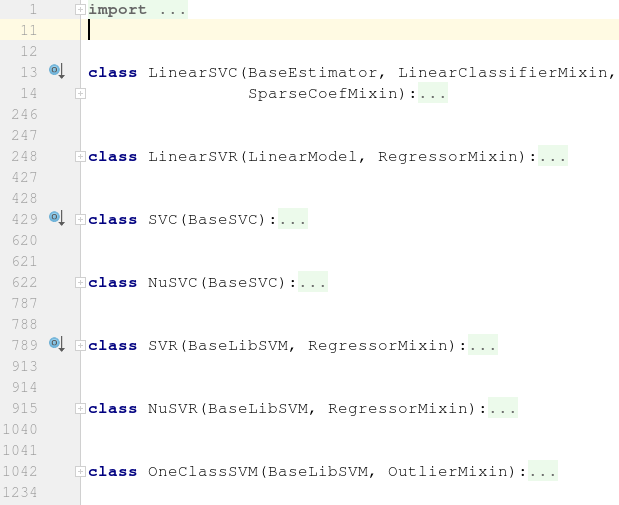 1 import ...
11
12
13 class LinearSVC(BaseEstimator, LinearClassifierMixin,
14 SparseCoefMixin):...
246
247
248 class LinearSVR(LinearModel, RegressorMixin):...
427
428
429 class SVC(BaseSVC):...
620
621
622 class NuSVC(BaseSVC):...
787
788
789 class SVR(BaseLibSVM, RegressorMixin):...
913
914
915 class NuSVR(BaseLibSVM, RegressorMixin):...
1040
1041
1042 class OneClassSVM(BaseLibSVM, OutlierMixin):...
1234